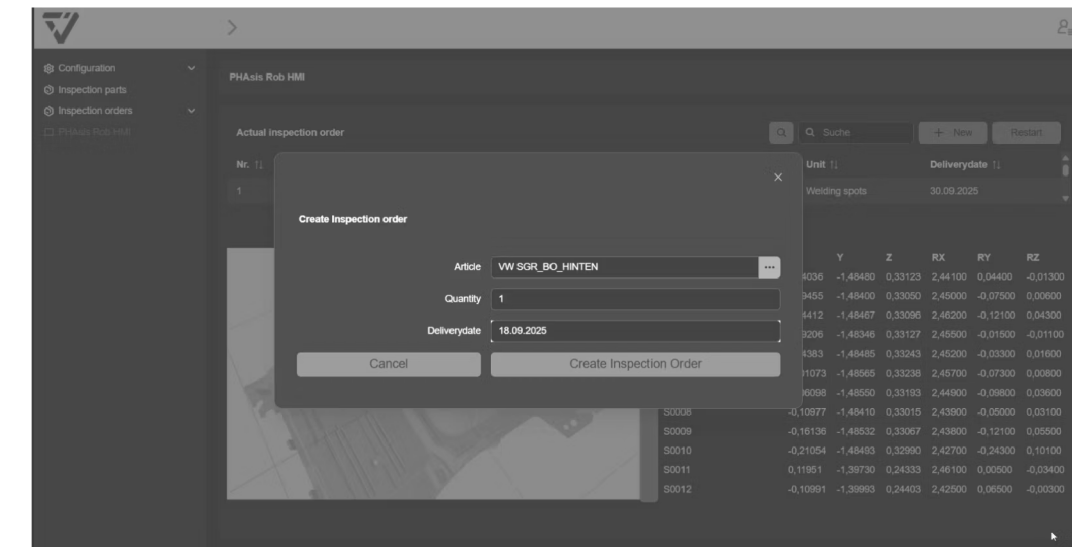 Configuration
Inspection parts
Inspection orders
PHAsis Rob HMI
PHAsis Rob HMI
Actual inspection order
Suche
+ New
Restart
Nr. Unit Deliverydate
1 Welding spots 30.09.2025
Create Inspection order
Article VW SGR_BO_HINTEN ...
Quantity 1
Deliverydate 18.09.2025
Cancel Create Inspection Order
Y Z RX RY RZ
4036 -1,48480 0,33123 2,44100 0,04400 -0,01300
9455 -1,48400 0,33050 2,45000 -0,07500 0,00600
4412 -1,48467 0,33096 2,46200 -0,12100 0,04300
9206 -1,48346 0,33127 2,45500 -0,01500 -0,01100
4383 -1,48485 0,33243 2,45200 -0,03300 0,01600
1073 -1,48565 0,33238 2,45700 -0,07300 0,00800
6098 -1,48550 0,33193 2,44900 -0,09800 0,03600
S0008 -0,10977 -1,48410 0,33015 2,43900 -0,05000 0,03100
S0009 -0,16136 -1,48532 0,33067 2,43800 -0,12100 0,05500
S0010 -0,21054 -1,48493 0,32990 2,42700 -0,24300 0,10100
S0011 0,11951 -1,39730 0,24333 2,46100 0,00500 -0,03400
S0012 -0,10991 -1,39993 0,24403 2,42500 0,06500 -0,00300